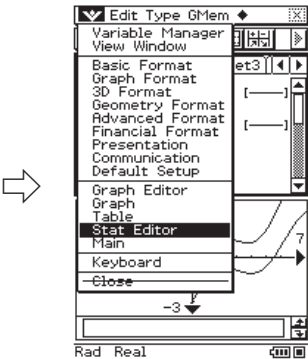 Edit Type GMem ◆
Variable Manager
View Window
et3
Basic Format
Graph Format
3D Format
Geometry Format
Advanced Format
Financial Format
Presentation
Communication
Default Setup
Graph Editor
Graph
Table
Stat Editor
Main
7
Keyboard
Close
-3
Rad Real